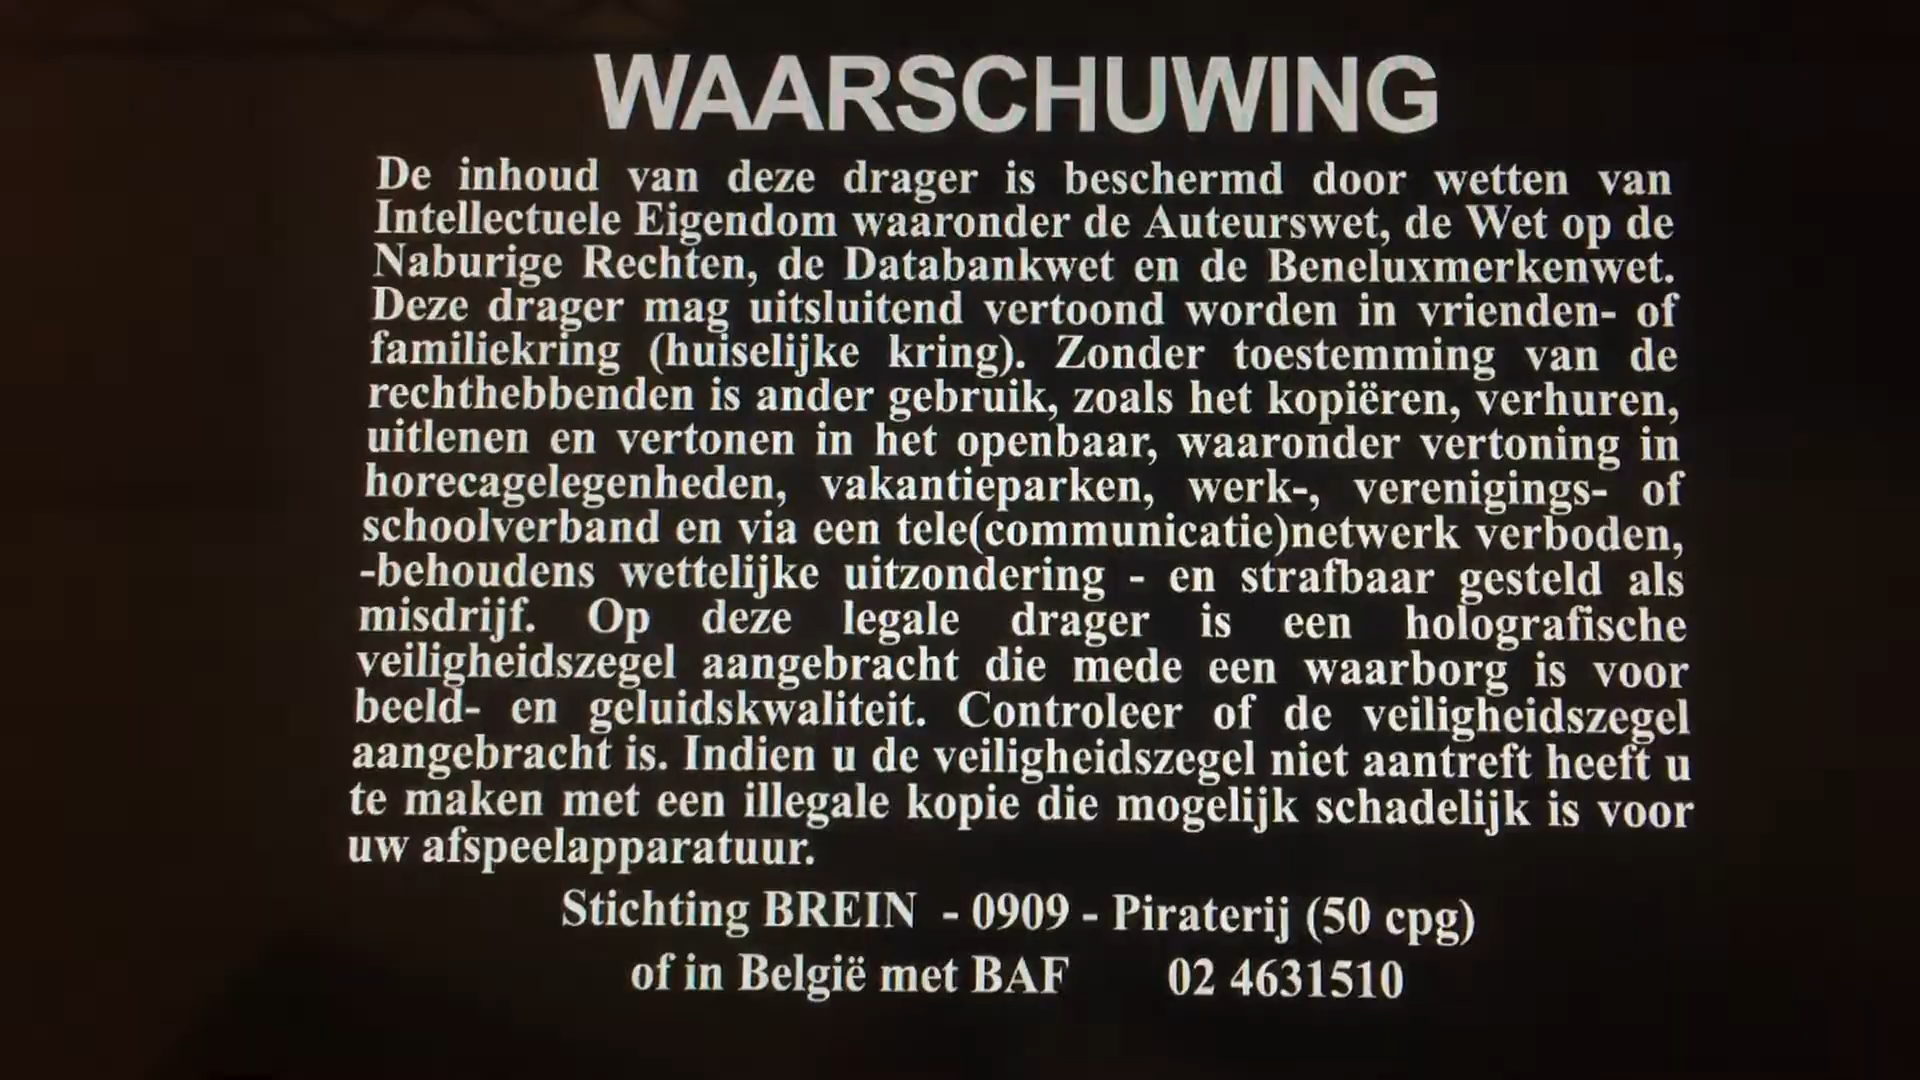 WAARSCHUWING
De inhoud van deze drager is beschermd door wetten van
Intellectuele Eigendom waaronder de Auteurswet, de Wet op de
Naburige Rechten, de Databankwet en de Beneluxmerkenwet.
Deze drager mag uitsluitend vertoond worden in vrienden- of
familiekring (huiselijke kring). Zonder toestemming van de
rechthebbenden is ander gebruik, zoals het kopiëren, verhuren,
uitlenen en vertonen in het openbaar, waaronder vertoning in
horecagelegenheden, vakantieparken, werk-, verenigings- of
schoolverband en via een tele(communicatie)netwerk verboden,
-behoudens wettelijke uitzondering - en strafbaar gesteld als
misdrijf. Op deze legale drager is een holografische
veiligheidszegel aangebracht die mede een waarborg is voor
beeld- en geluidskwaliteit. Controleer of de veiligheidszegel
aangebracht is. Indien u de veiligheidszegel niet aantreft heeft u
te maken met een illegale kopie die mogelijk schadelijk is voor
uw afspeelapparatuur.
Stichting BREIN - 0909 - Piraterij (50 cpg)
of in België met BAF 02 4631510